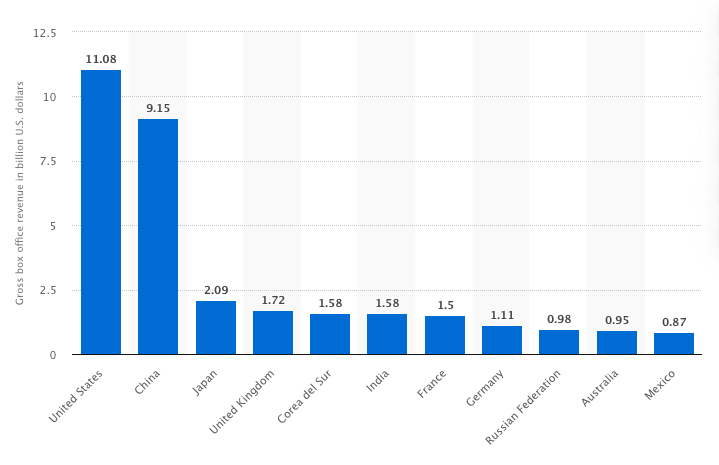 Gross box office revenue in billion U.S. dollars
12.5
10
7.5
5
2.5
0
11.08
9.15
2.09
1.72
1.58
1.58
1.5
1.11
0.98
0.95
0.87
United States
China
Japan
United Kingdom
Corea del Sur
India
France
Germany
Russian Federation
Australia
Mexico